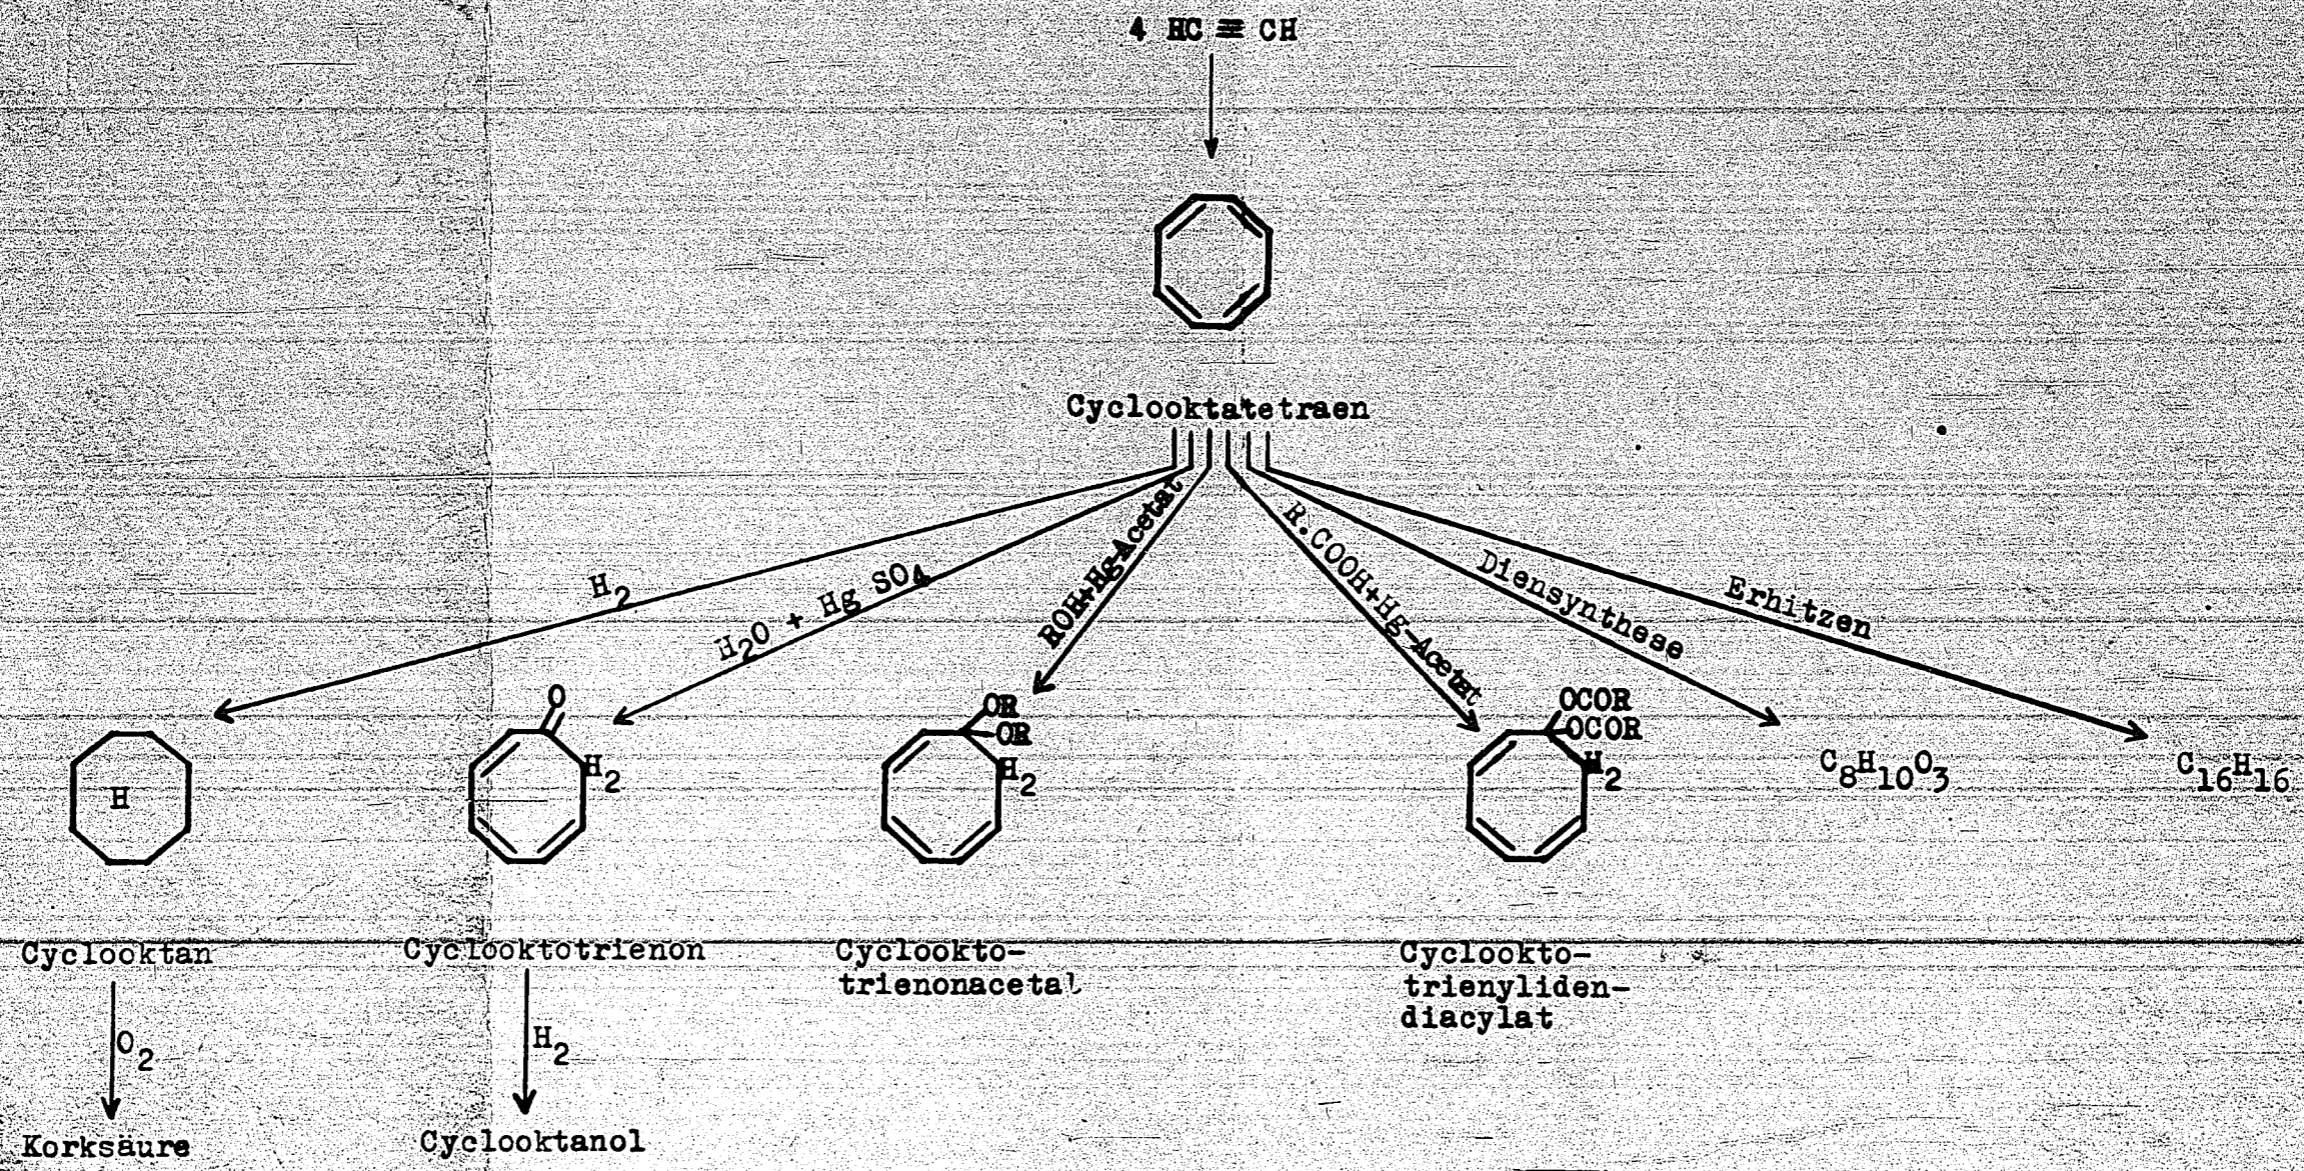 4 HC ≡ CH
Cyclooktatetraen
H2
H2O + Hg SO4
ROH+Hg-Acetat
R.COOH+Hg-Acetat
Diensynthese
Erhitzen
O
H2
OR
OR
H2
OCOR
OCOR
H2
C8H10O3
C16H16
H
Cyclooktan
Cyclooktotrienon
Cyclookto-
trienonacetal
Cyclookto-
trienyliden-
diacylat
O2
H2
Korksäure
Cyclooktanol